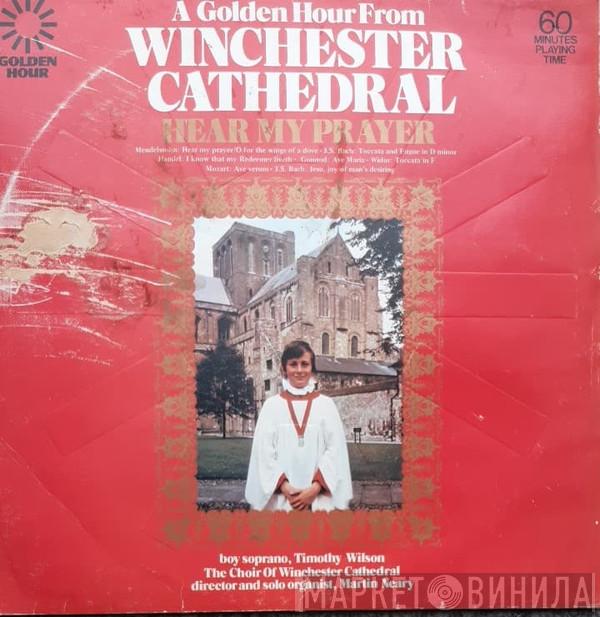 A Golden Hour From
WINCHESTER
CATHEDRAL
HEAR MY PRAYER
Mendelssohn: Hear my prayer/O for the wings of a dove · J.S. Bach: Toccata and Fugue in D minor
Handel: I know that my Redeemer liveth · Gounod: Ave Maria · Widor: Toccata in F
Mozart: Ave verum · J.S. Bach: Jesu, joy of man's desiring
GOLDEN
HOUR
60
MINUTES
PLAYING
TIME
boy soprano, Timothy Wilson
The Choir Of Winchester Cathedral
director and solo organist, Martin Neary
МАРКЕТ ВИНИЛА